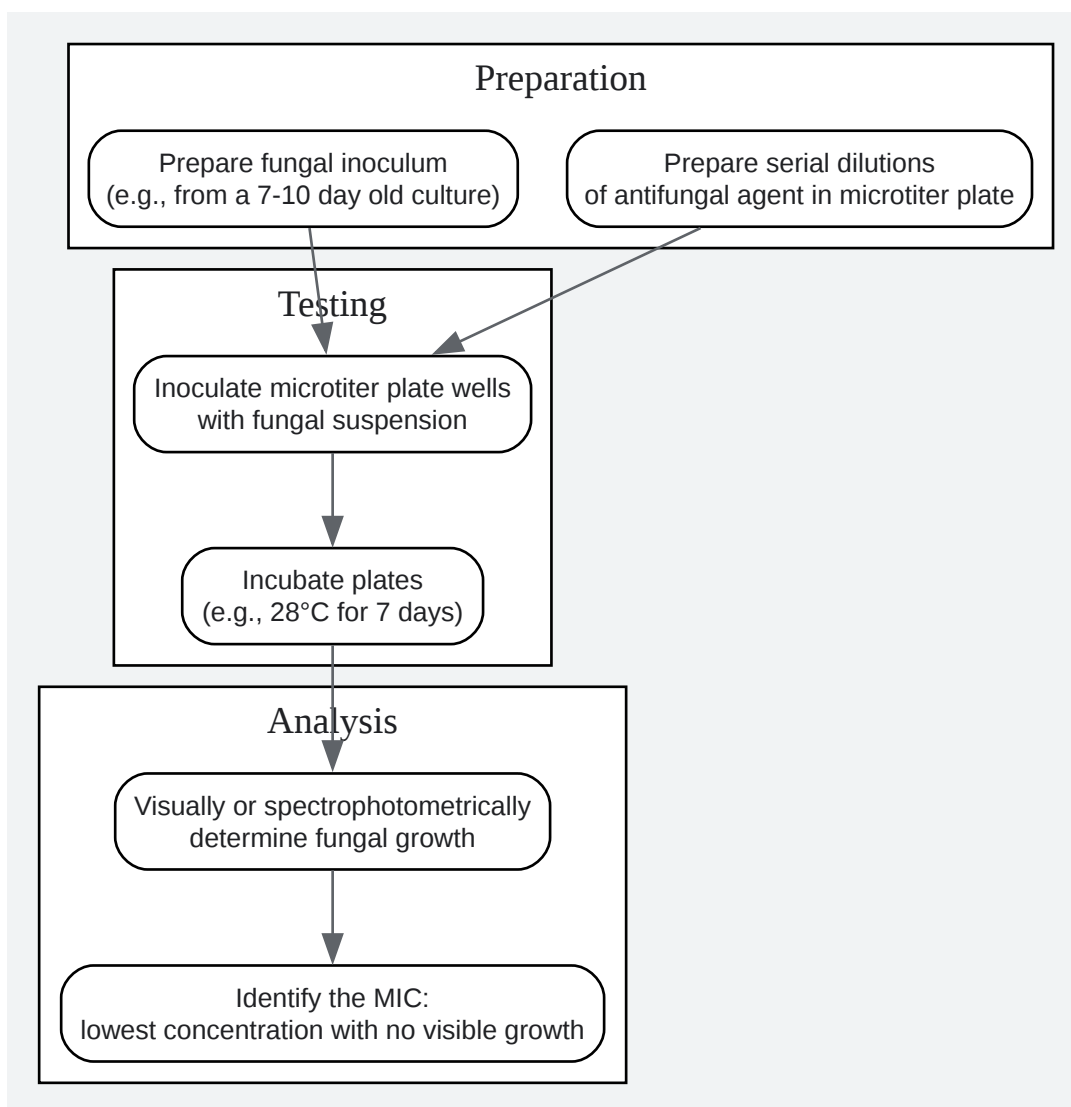 Preparation
Prepare fungal inoculum
(e.g., from a 7-10 day old culture)
Prepare serial dilutions
of antifungal agent in microtiter plate
Testing
Inoculate microtiter plate wells
with fungal suspension
Incubate plates
(e.g., 28°C for 7 days)
Analysis
Visually or spectrophotometrically
determine fungal growth
Identify the MIC:
lowest concentration with no visible growth